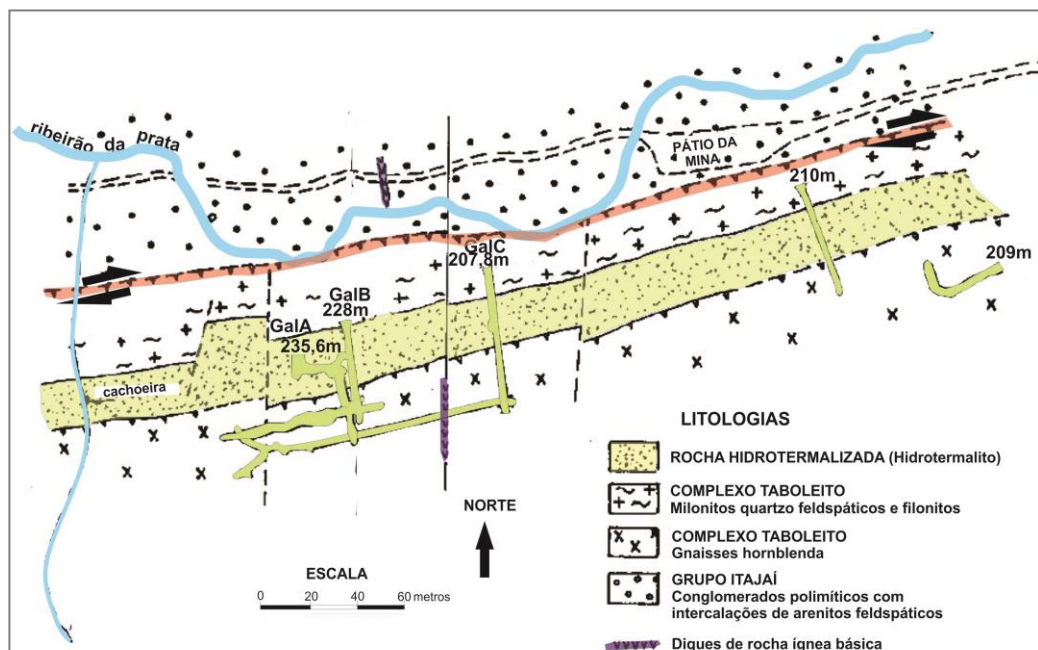 ribeirão da prata
PÁTIO DA
MINA
210m
209m
GalC
207,8m
GalB
228m
GalA
235,6m
cachoeira
NORTE
ESCALA
0 20 40 60 metros
LITOLOGIAS
ROCHA HIDROTERMALIZADA (Hidrotermalito)
COMPLEXO TABOLEITO
Milonitos quartzo feldspáticos e filonitos
COMPLEXO TABOLEITO
Gnaisses hornblenda
GRUPO ITAJAÍ
Conglomerados polimíticos com
intercalações de arenitos feldspáticos
Diques de rocha ígnea básica